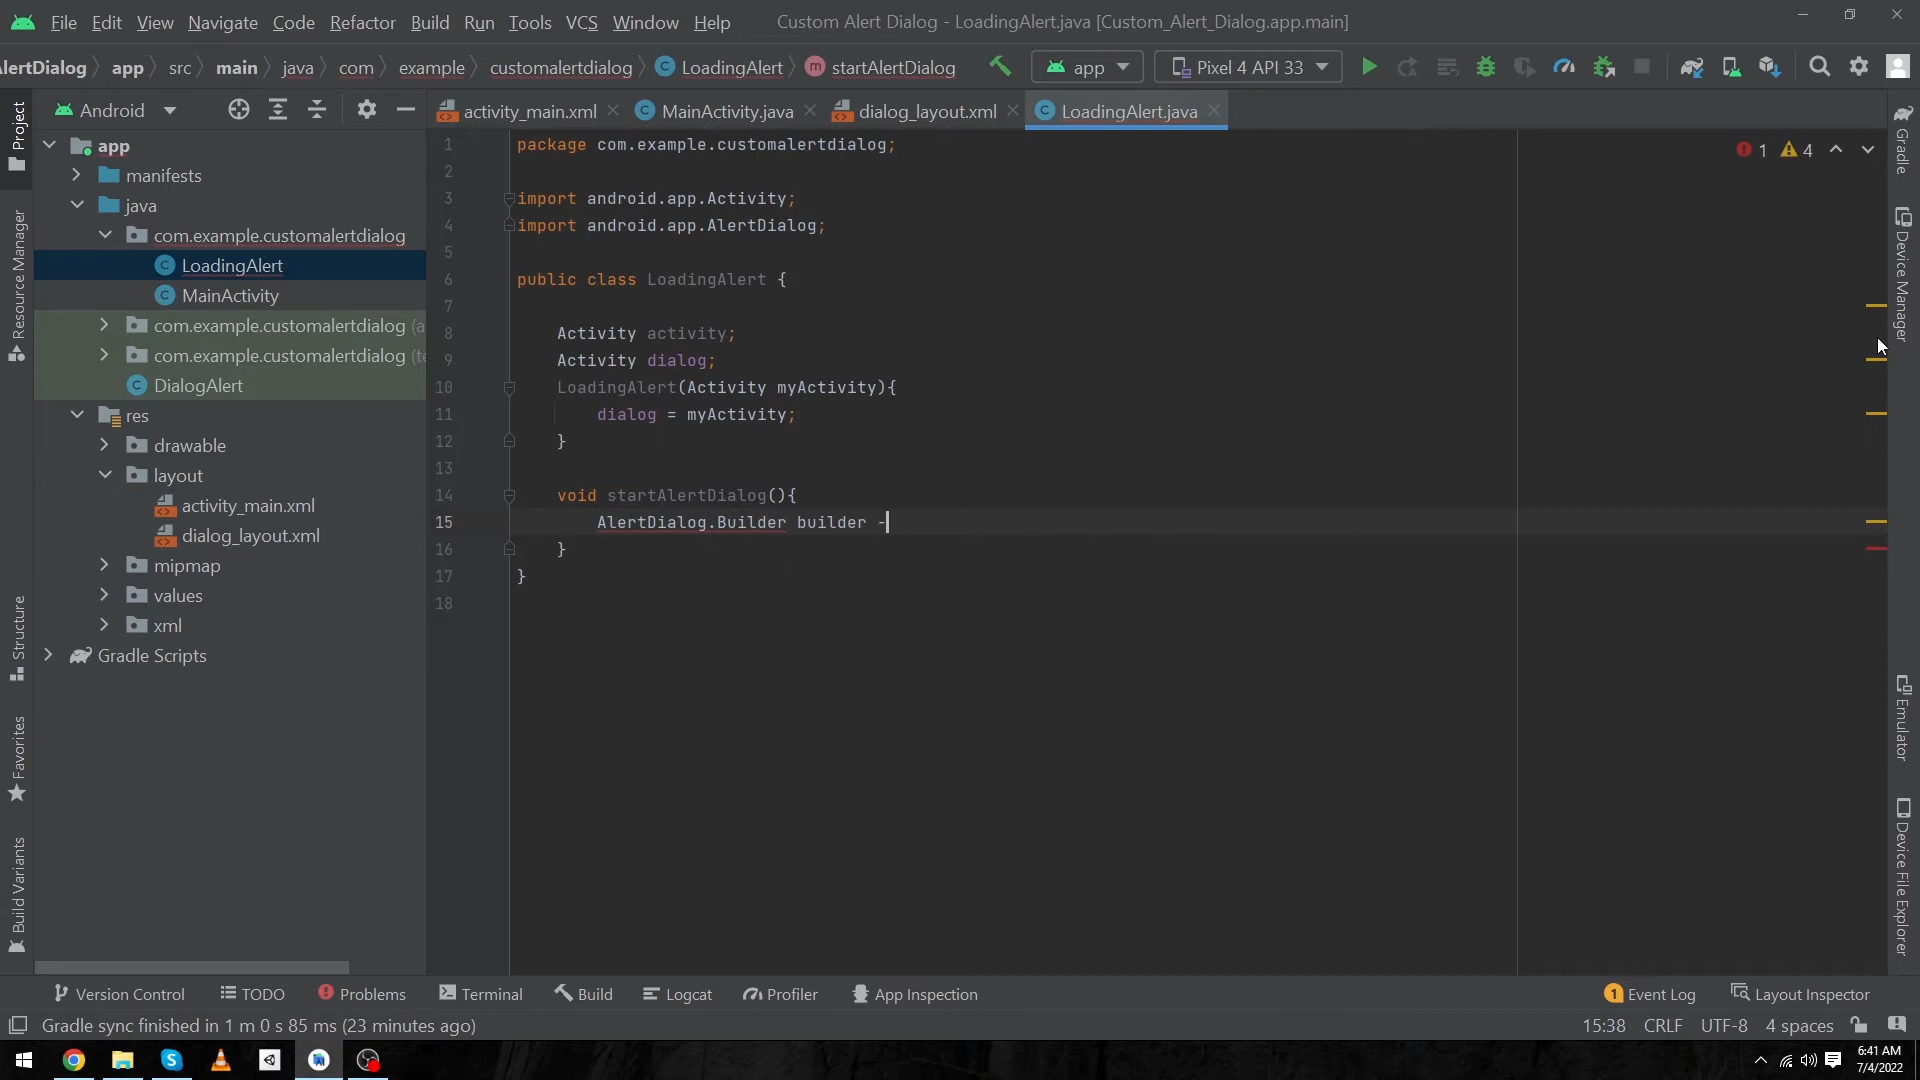 File Edit View Navigate Code Refactor Build Run Tools VCS Window Help Custom Alert Dialog - LoadingAlert.java [Custom_Alert_Dialog.app.main]
AlertDialog app src main java com example customalertdialog LoadingAlert startAlertDialog app Pixel 4 API 33
Android
activity_main.xml MainActivity.java dialog_layout.xml LoadingAlert.java
app
manifests
java
com.example.customalertdialog
LoadingAlert
MainActivity
com.example.customalertdialog (a
com.example.customalertdialog (te
DialogAlert
res
drawable
layout
activity_main.xml
dialog_layout.xml
mipmap
values
xml
Gradle Scripts
1 package com.example.customalertdialog;
2
3 import android.app.Activity;
4 import android.app.AlertDialog;
5
6 public class LoadingAlert {
7
8 Activity activity;
9 Activity dialog;
10 LoadingAlert(Activity myActivity){
11 dialog = myActivity;
12 }
13
14 void startAlertDialog(){
15 AlertDialog.Builder builder -
16 }
17 }
18
1 4
Project
Resource Manager
Structure
Favorites
Build Variants
Gradle
Device Manager
Emulator
Device File Explorer
Version Control TODO Problems Terminal Build Logcat Profiler App Inspection 1 Event Log Layout Inspector
Gradle sync finished in 1 m 0 s 85 ms (23 minutes ago) 15:38 CRLF UTF-8 4 spaces
6:41 AM
7/4/2022